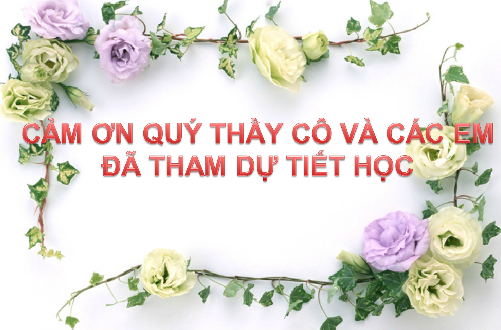 CẢM ƠN QUÝ THẦY CÔ VÀ CÁC EM
ĐÃ THAM DỰ TIẾT HỌC